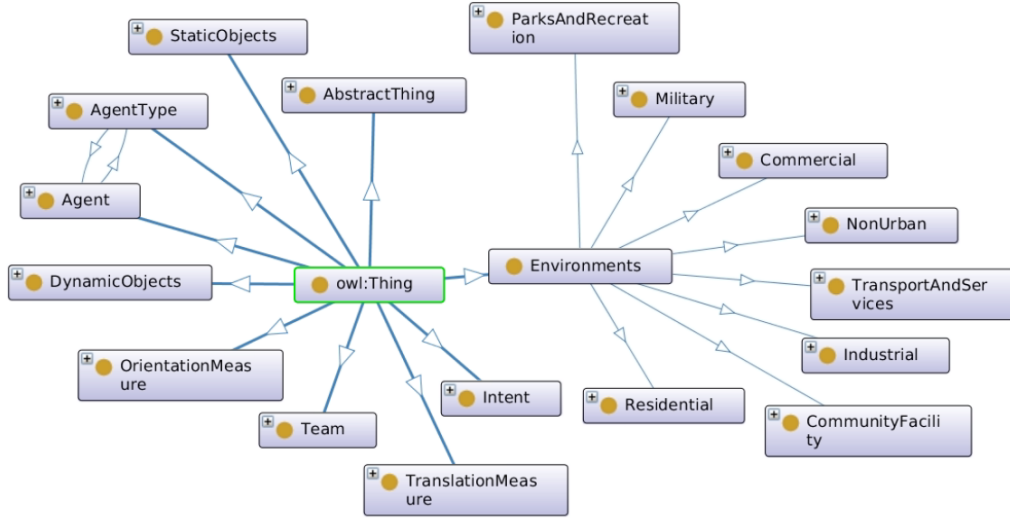 ParksAndRecreat
ion
StaticObjects
AbstractThing
Military
AgentType
Commercial
Agent
NonUrban
Environments
DynamicObjects
owl:Thing
TransportAndSer
vices
Industrial
OrientationMeas
ure
Intent
Residential
CommunityFacili
ty
Team
TranslationMeas
ure